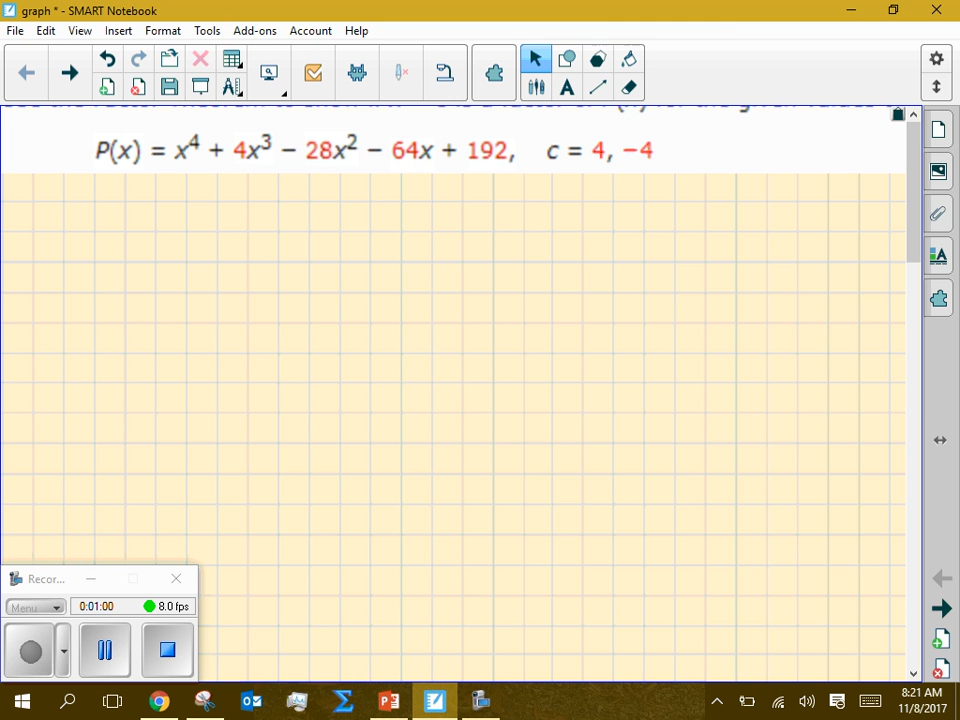 graph * - SMART Notebook
File Edit View Insert Format Tools Add-ons Account Help
P(x) = x⁴ + 4x³ − 28x² − 64x + 192, c = 4, −4
Recor...
Menu 0:01:00 8.0 fps
8:21 AM
11/8/2017